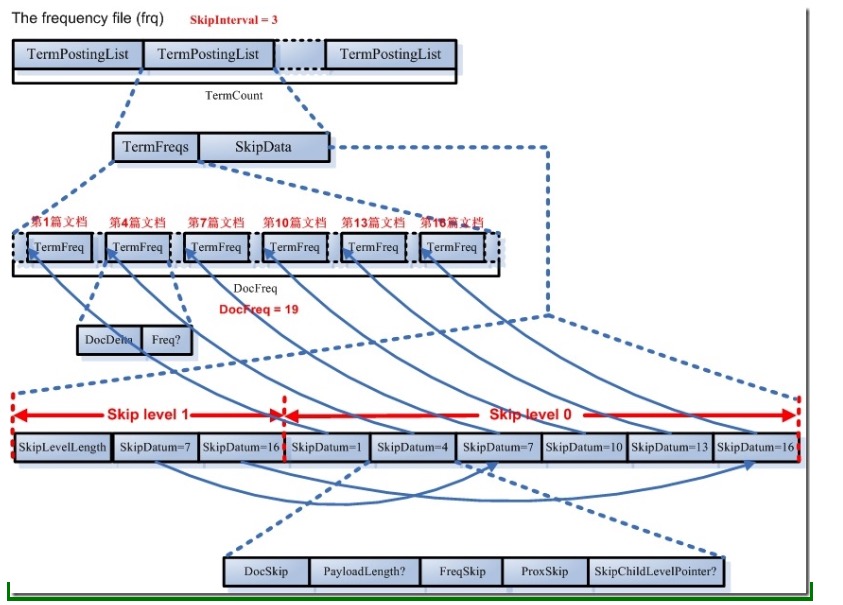 The frequency file (frq) SkipInterval = 3
TermPostingList TermPostingList TermPostingList
TermCount
TermFreqs SkipData
第1篇文档 第4篇文档 第7篇文档 第10篇文档 第13篇文档 第16篇文档
TermFreq TermFreq TermFreq TermFreq TermFreq TermFreq
DocFreq
DocFreq = 19
DocDelta Freq?
Skip level 1 Skip level 0
SkipLevelLength SkipDatum=7 SkipDatum=16 SkipDatum=1 SkipDatum=4 SkipDatum=7 SkipDatum=10 SkipDatum=13 SkipDatum=16
DocSkip PayloadLength? FreqSkip ProxSkip SkipChildLevelPointer?